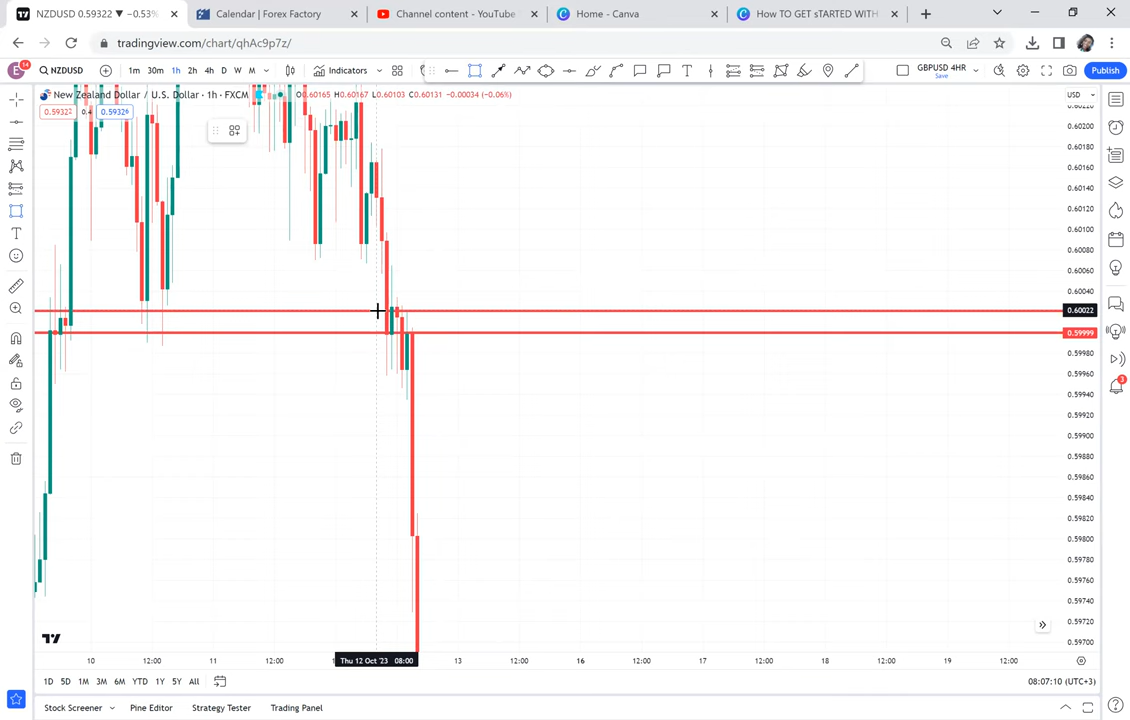 NZDUSD 0.59322 ▼ −0.53%
Calendar | Forex Factory
Channel content - YouTube
Home - Canva
How TO GET sTARTED WITH
tradingview.com/chart/qhAc9p7z/
E
14
NZDUSD
1m 30m 1h 2h 4h D W M
Indicators
GBPUSD 4HR
Save
Publish
New Zealand Dollar / U.S. Dollar · 1h · FXCM
O0.60165 H0.60167 L0.60103 C0.60131 −0.00034 (−0.06%)
USD
0.59322
0.4
0.59326
0.60220
0.60200
0.60180
0.60160
0.60140
0.60120
0.60100
0.60080
0.60060
0.60040
0.60022
0.59999
0.59980
0.59960
0.59940
0.59920
0.59900
0.59880
0.59860
0.59840
0.59820
0.59800
0.59780
0.59760
0.59740
0.59720
0.59700
3
10 12:00 11 12:00 Thu 12 Oct '23 08:00 13 12:00 16 12:00 17 12:00 18 12:00 19 12:00
1D 5D 1M 3M 6M YTD 1Y 5Y All
08:07:10 (UTC+3)
Stock Screener Pine Editor Strategy Tester Trading Panel